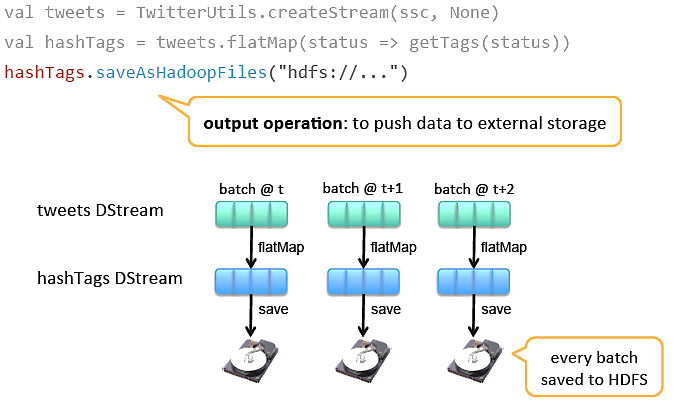 val tweets = TwitterUtils.createStream(ssc, None)
val hashTags = tweets.flatMap(status => getTags(status))
hashTags.saveAsHadoopFiles("hdfs://...")
output operation: to push data to external storage
batch @ t batch @ t+1 batch @ t+2
tweets DStream
flatMap flatMap flatMap
hashTags DStream
save save save
every batch
saved to HDFS